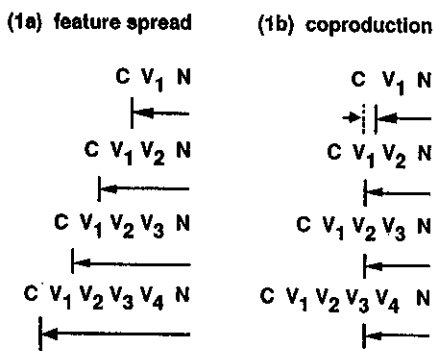 (1a) feature spread
C V₁ N
C V₁ V₂ N
C V₁ V₂ V₃ N
C V₁ V₂ V₃ V₄ N
(1b) coproduction
C V₁ N
C V₁ V₂ N
C V₁ V₂ V₃ N
C V₁ V₂ V₃ V₄ N